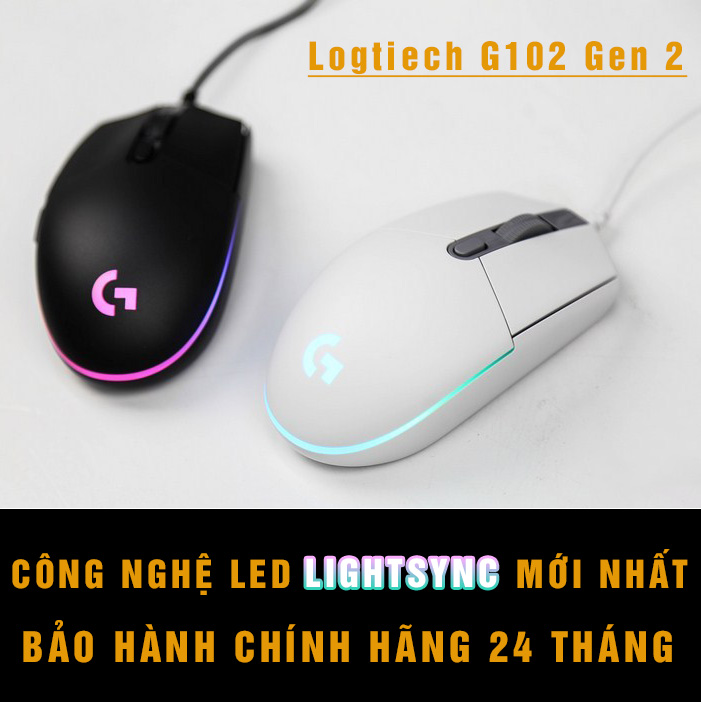 Logtiech G102 Gen 2
CÔNG NGHỆ LED LIGHTSYNC MỚI NHẤT
BẢO HÀNH CHÍNH HÃNG 24 THÁNG